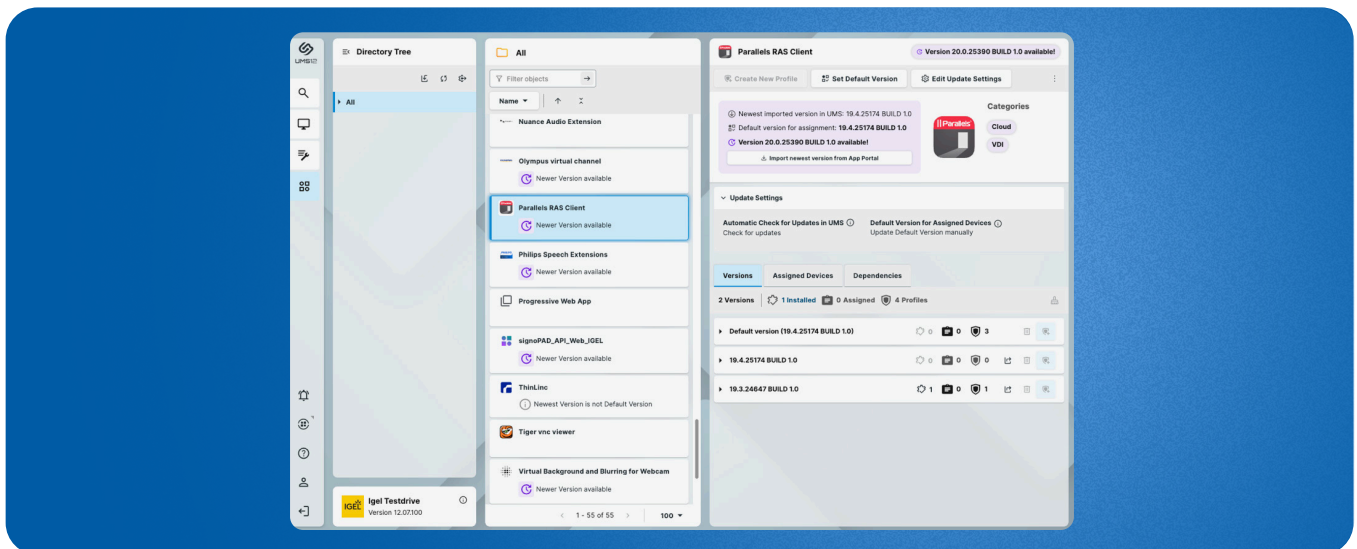 UMS12
Directory Tree
All
Igel Testdrive
Version 12.07.100
IGEL
All
Filter objects
Name
Nuance Audio Extension
Olympus virtual channel
Newer Version available
Parallels RAS Client
Newer Version available
Philips Speech Extensions
Newer Version available
Progressive Web App
signoPAD_API_Web_IGEL
Newer Version available
ThinLinc
Newest Version is not Default Version
Tiger vnc viewer
Virtual Background and Blurring for Webcam
Newer Version available
1 - 55 of 55
100
Parallels RAS Client
Version 20.0.25390 BUILD 1.0 available!
Create New Profile
Set Default Version
Edit Update Settings
Newest imported version in UMS: 19.4.25174 BUILD 1.0
Default version for assignment: 19.4.25174 BUILD 1.0
Version 20.0.25390 BUILD 1.0 available!
Import newest version from App Portal
Parallels
Categories
Cloud
VDI
Update Settings
Automatic Check for Updates in UMS
Check for updates
Default Version for Assigned Devices
Update Default Version manually
Versions Assigned Devices Dependencies
2 Versions 1 Installed 0 Assigned 4 Profiles
Default version (19.4.25174 BUILD 1.0) 0 0 3
19.4.25174 BUILD 1.0 0 0 0
19.3.24647 BUILD 1.0 1 0 1